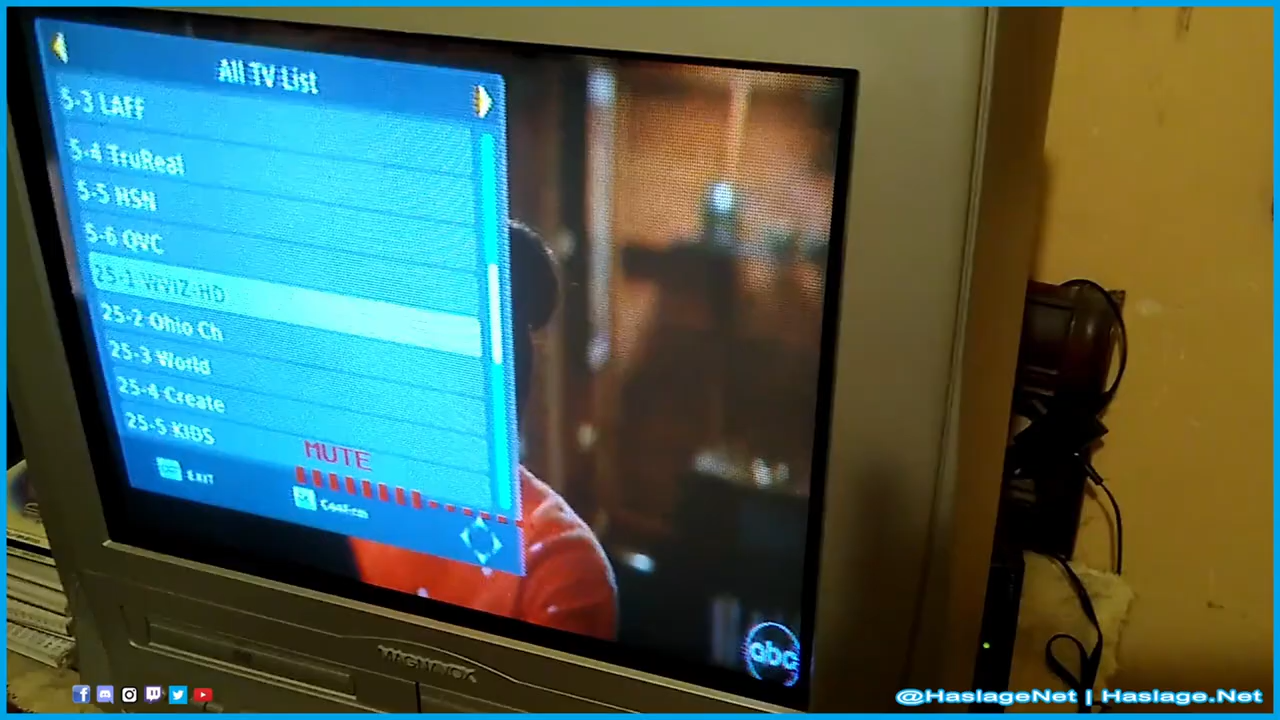 All TV List
5-3 LAFF
5-4 TruReal
5-5 HSN
5-6 QVC
25-1 WVIZ-HD
25-2 Ohio Ch
25-3 World
25-4 Create
25-5 KIDS
MUTE
EXIT
Confirm
abc
MAGNAVOX
@HaslageNet | Haslage.Net